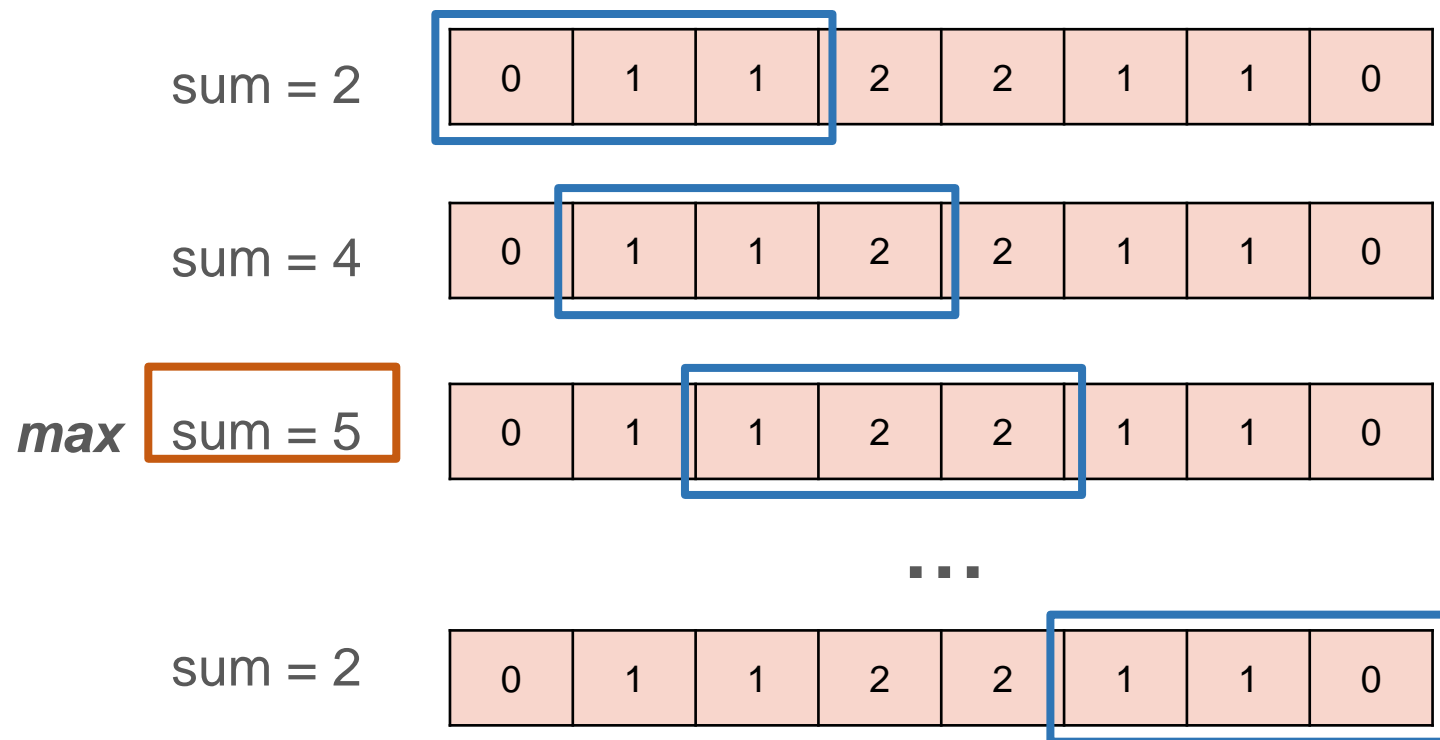 sum = 2 0 1 1 2 2 1 1 0
sum = 4 0 1 1 2 2 1 1 0
max sum = 5 0 1 1 2 2 1 1 0
...
sum = 2 0 1 1 2 2 1 1 0